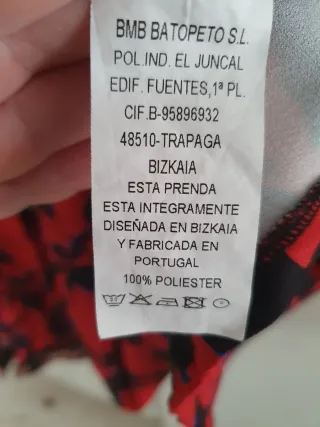 BMB BATOPETO S.L.
POL.IND. EL JUNCAL
EDIF. FUENTES,1ª PL.
CIF.B-95896932
48510-TRAPAGA
BIZKAIA
ESTA PRENDA
ESTA INTEGRAMENTE
DISEÑADA EN BIZKAIA
Y FABRICADA EN
PORTUGAL
100% POLIESTER